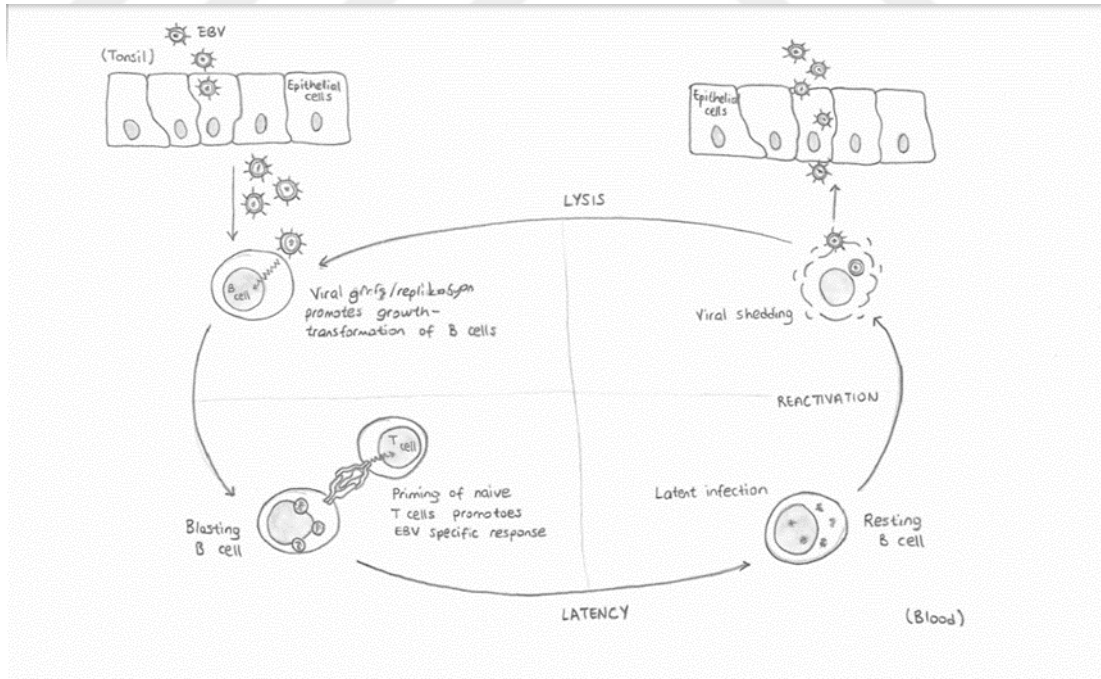 EBV
(Tonsil)
Epithelial
cells
Epithelial
cells
LYSIS
B
cell
Viral
promotes growth-
transformation of B cells
Viral shedding
REACTIVATION
T
cell
Priming of naive
T cells promotoes
EBV specific response
Blasting
B cell
Latent infection
Resting
B cell
LATENCY
(Blood)